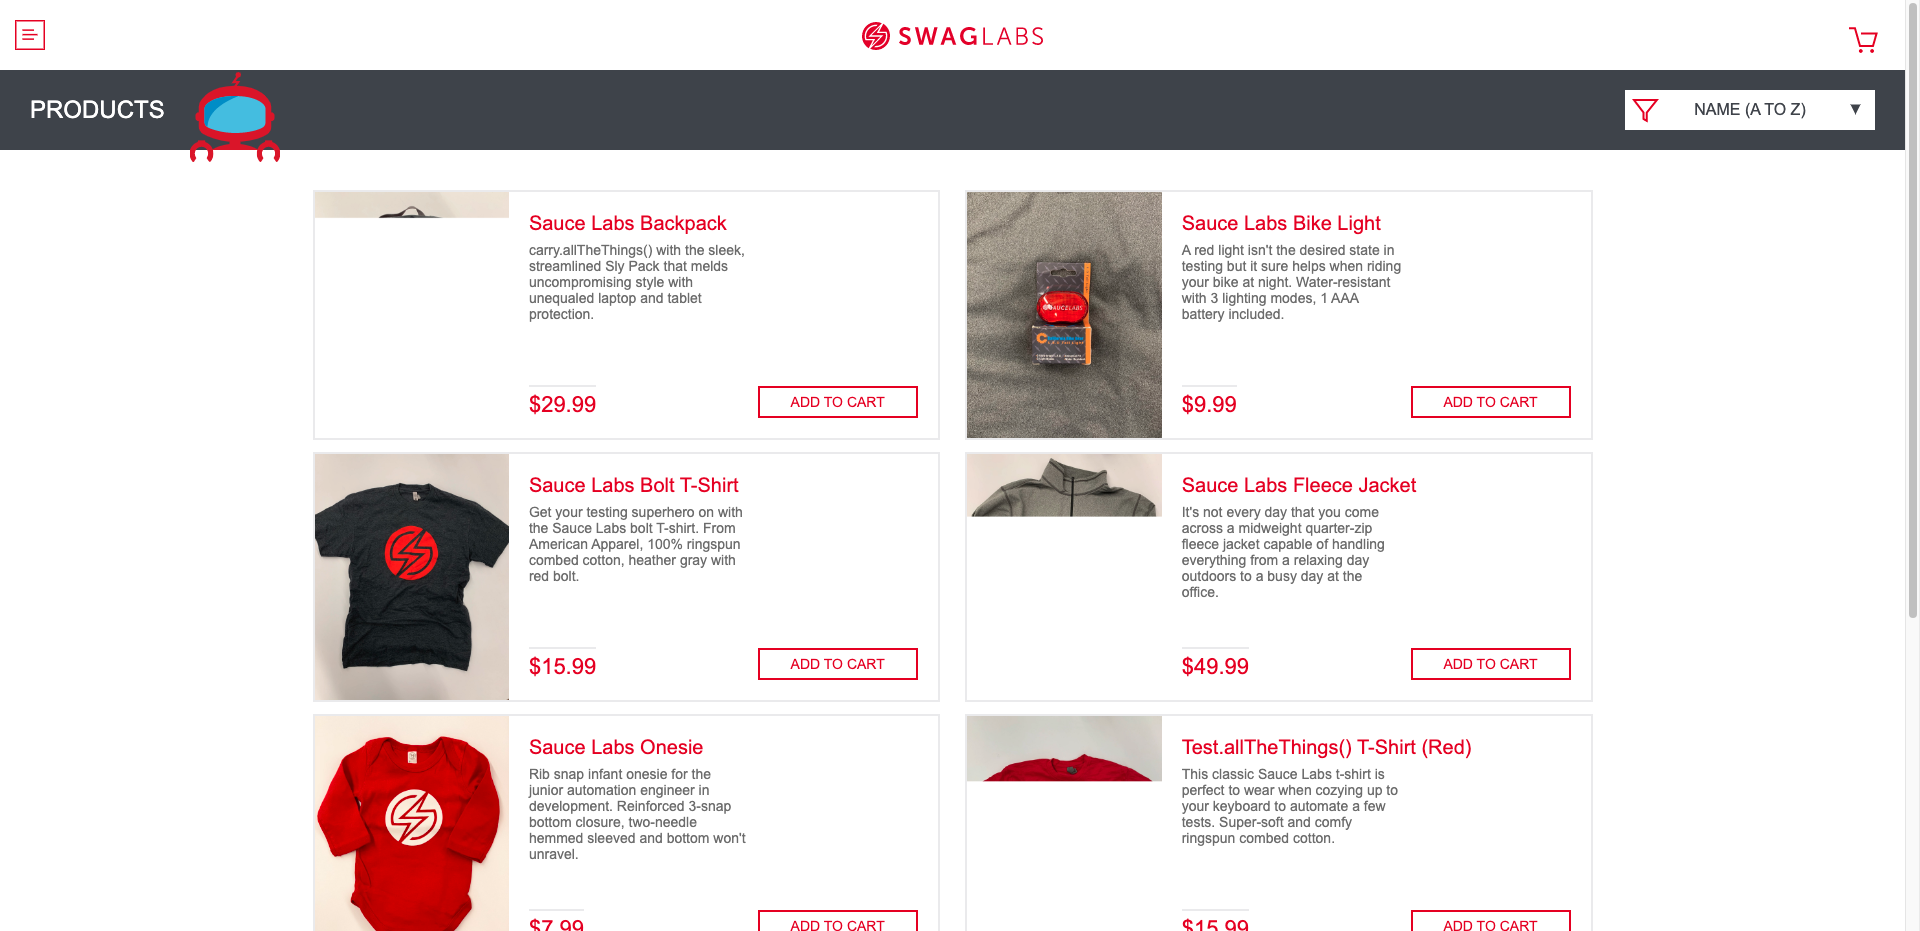 SWAGLABS
PRODUCTS
NAME (A TO Z)
Sauce Labs Backpack
carry.allTheThings() with the sleek,
streamlined Sly Pack that melds
uncompromising style with
unequaled laptop and tablet
protection.
$29.99
ADD TO CART
Sauce Labs Bike Light
A red light isn't the desired state in
testing but it sure helps when riding
your bike at night. Water-resistant
with 3 lighting modes, 1 AAA
battery included.
$9.99
ADD TO CART
SAUCELABS
Sauce Labs Bolt T-Shirt
Get your testing superhero on with
the Sauce Labs bolt T-shirt. From
American Apparel, 100% ringspun
combed cotton, heather gray with
red bolt.
$15.99
ADD TO CART
Sauce Labs Fleece Jacket
It's not every day that you come
across a midweight quarter-zip
fleece jacket capable of handling
everything from a relaxing day
outdoors to a busy day at the
office.
$49.99
ADD TO CART
Sauce Labs Onesie
Rib snap infant onesie for the
junior automation engineer in
development. Reinforced 3-snap
bottom closure, two-needle
hemmed sleeved and bottom won't
unravel.
$7.99
ADD TO CART
Test.allTheThings() T-Shirt (Red)
This classic Sauce Labs t-shirt is
perfect to wear when cozying up to
your keyboard to automate a few
tests. Super-soft and comfy
ringspun combed cotton.
$15.99
ADD TO CART